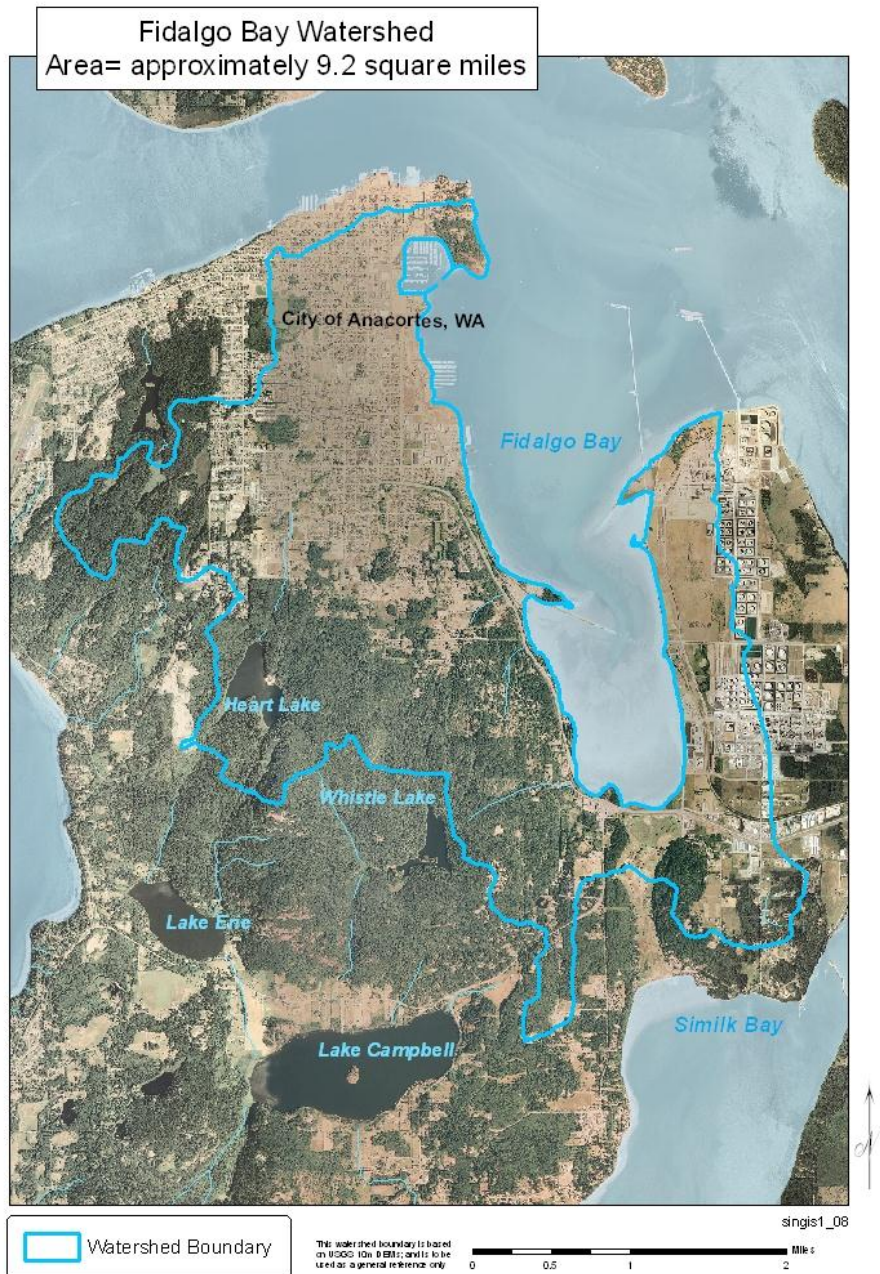 Fidalgo Bay Watershed
Area= approximately 9.2 square miles
City of Anacortes, WA
Fidalgo Bay
Heart Lake
Whistle Lake
Lake Erie
Lake Campbell
Similk Bay
N
singis1_08
Watershed Boundary
This watershed boundary is based
on USGS 10m DEMs; and is to be
used as a general reference only
Miles
0 0.5 1 2